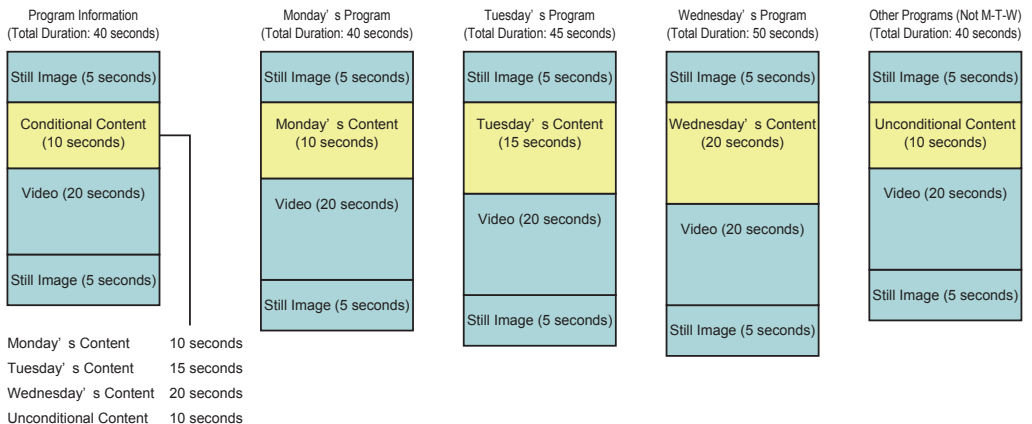 Program Information
(Total Duration: 40 seconds)
Still Image (5 seconds)
Conditional Content
(10 seconds)
Video (20 seconds)
Still Image (5 seconds)
Monday’ s Content 10 seconds
Tuesday’ s Content 15 seconds
Wednesday’ s Content 20 seconds
Unconditional Content 10 seconds
Monday’ s Program
(Total Duration: 40 seconds)
Still Image (5 seconds)
Monday’ s Content
(10 seconds)
Video (20 seconds)
Still Image (5 seconds)
Tuesday’ s Program
(Total Duration: 45 seconds)
Still Image (5 seconds)
Tuesday’ s Content
(15 seconds)
Video (20 seconds)
Still Image (5 seconds)
Wednesday’ s Program
(Total Duration: 50 seconds)
Still Image (5 seconds)
Wednesday’ s Content
(20 seconds)
Video (20 seconds)
Still Image (5 seconds)
Other Programs (Not M-T-W)
(Total Duration: 40 seconds)
Still Image (5 seconds)
Unconditional Content
(10 seconds)
Video (20 seconds)
Still Image (5 seconds)